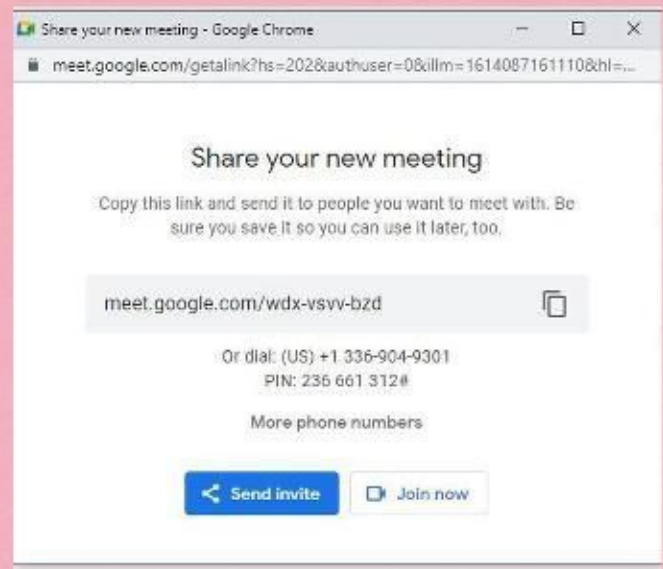 Share your new meeting - Google Chrome
meet.google.com/getalink?hs=202&authuser=0&illm=1614087161110&hl=...
Share your new meeting
Copy this link and send it to people you want to meet with. Be
sure you save it so you can use it later, too.
meet.google.com/wdx-vsvv-bzd
Or dial: (US) +1 336-904-9301
PIN: 236 661 312#
More phone numbers
Send invite
Join now